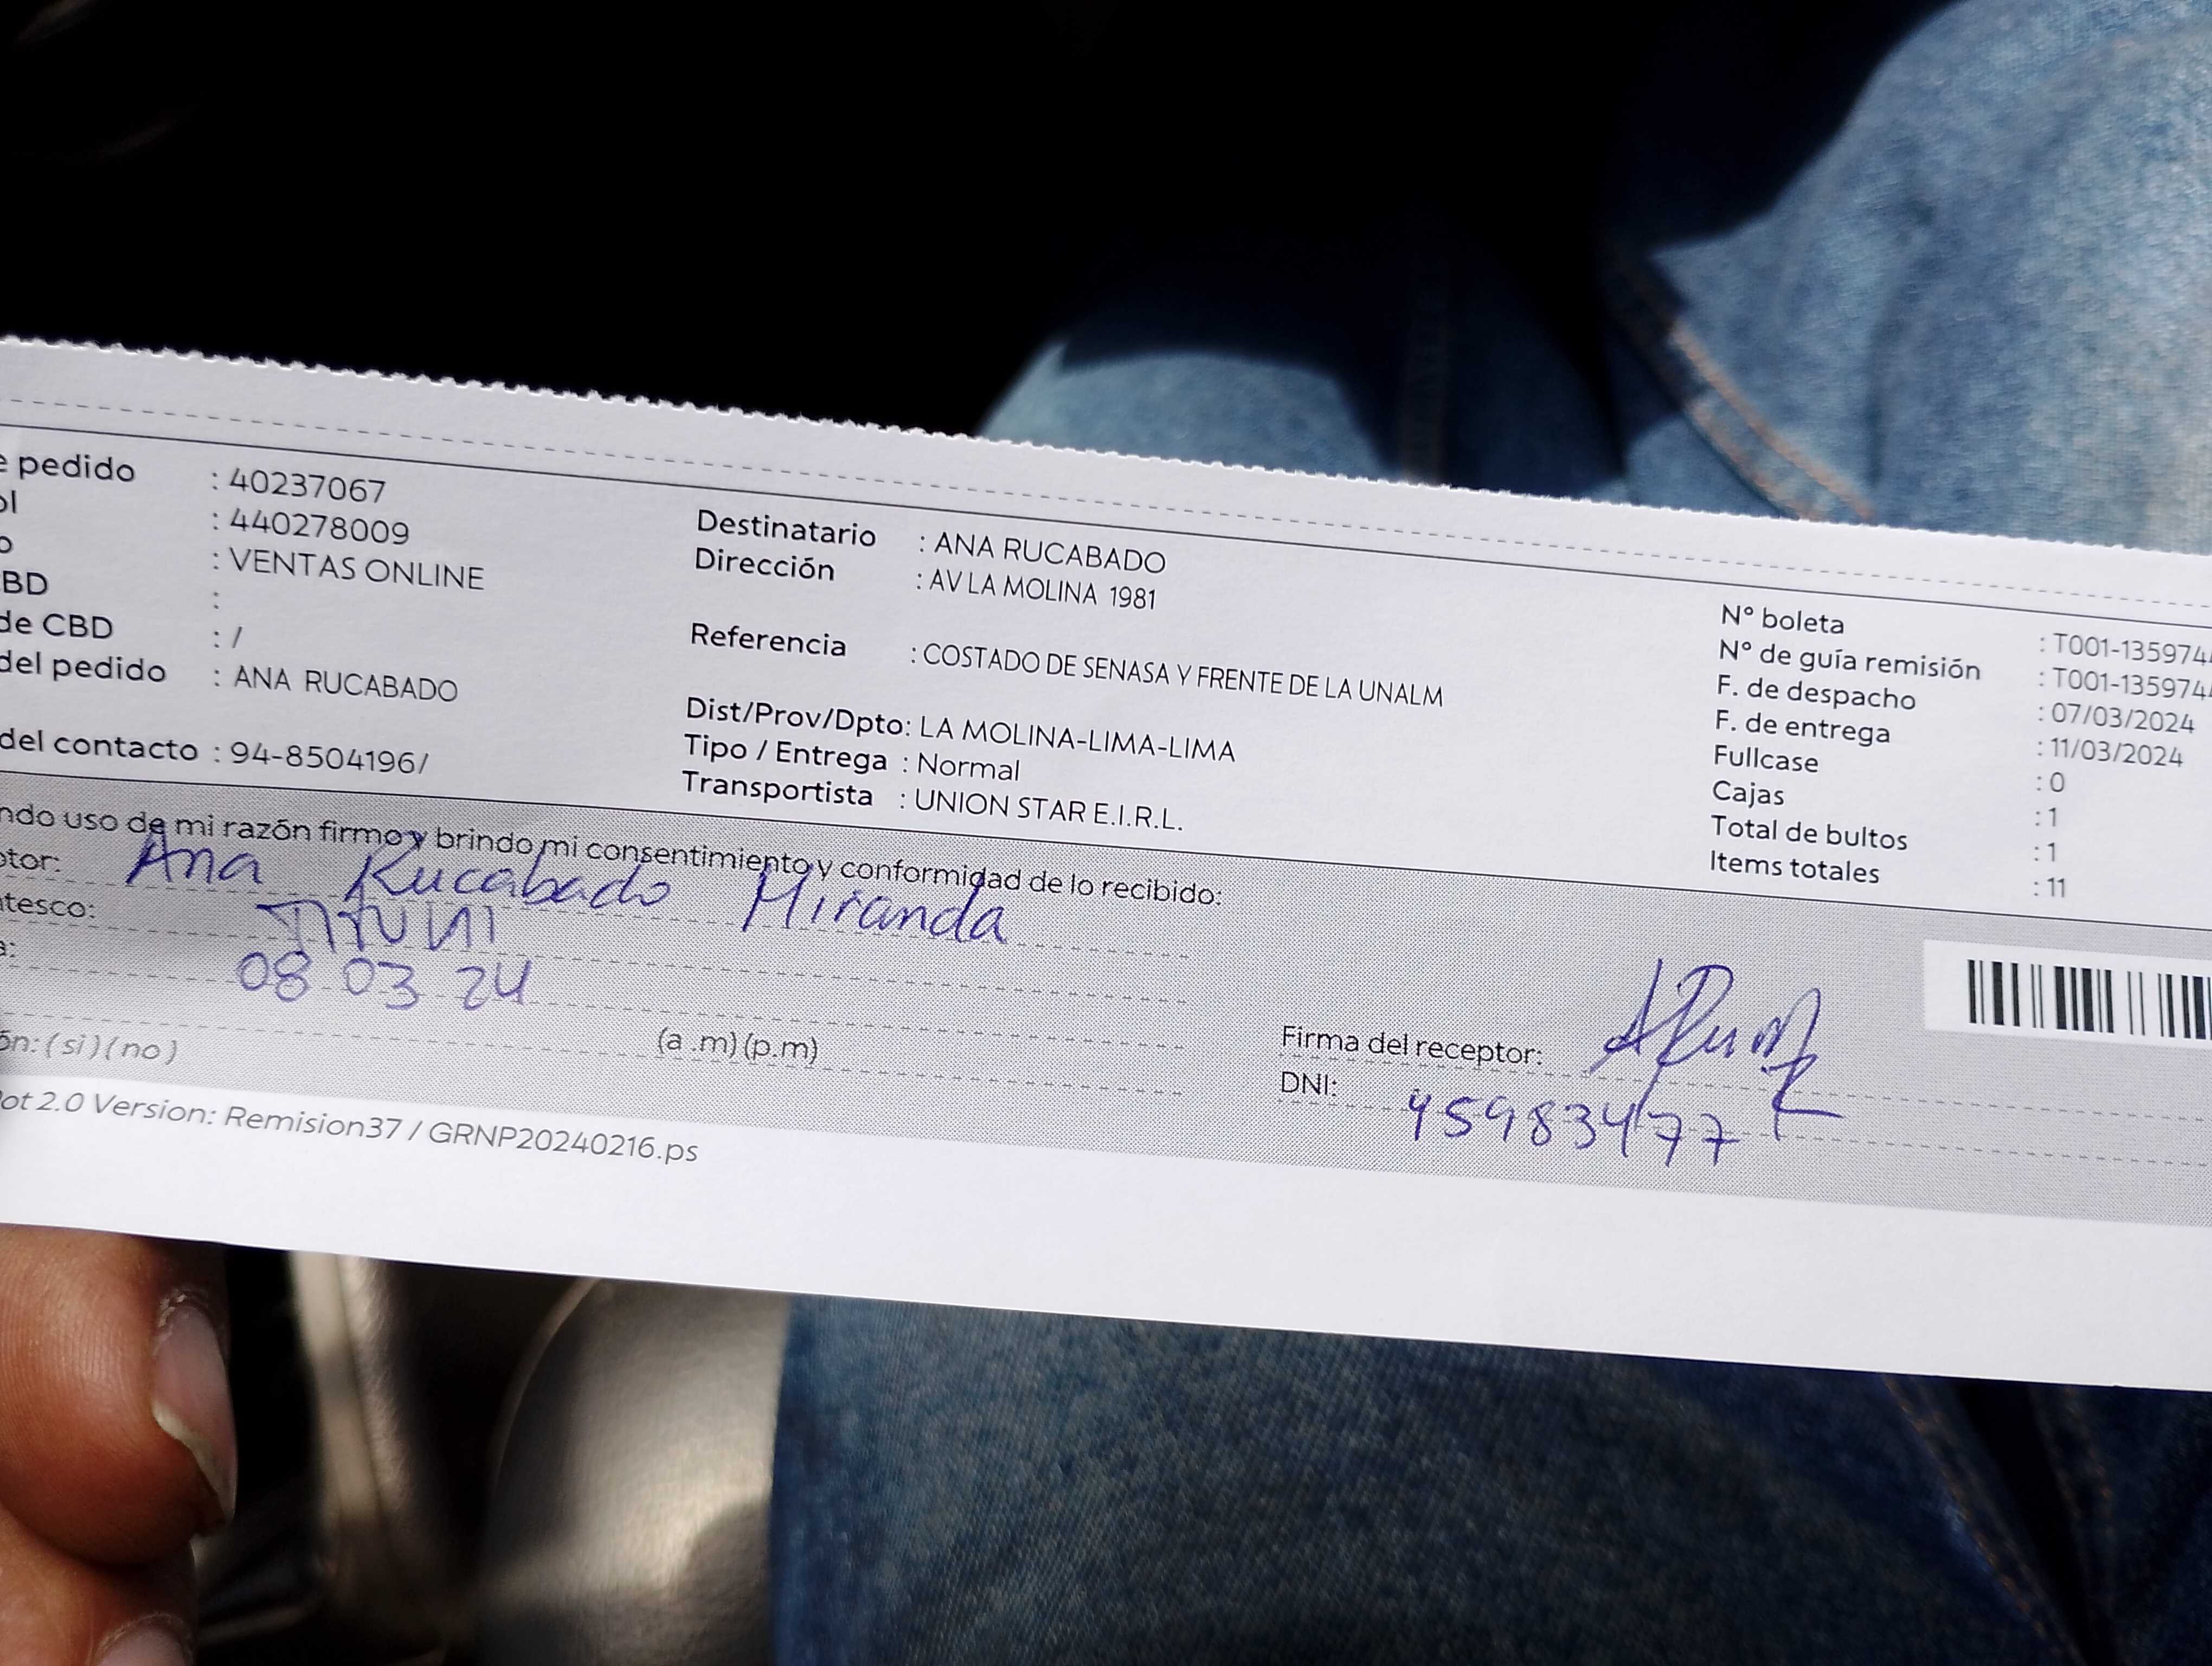 e pedido : 40237067
ol : 440278009
o : VENTAS ONLINE
BD :
de CBD : /
del pedido : ANA RUCABADO
del contacto : 94-8504196/
Destinatario : ANA RUCABADO
Dirección : AV LA MOLINA 1981
Referencia : COSTADO DE SENASA Y FRENTE DE LA UNALM
Dist/Prov/Dpto: LA MOLINA-LIMA-LIMA
Tipo / Entrega : Normal
Transportista : UNION STAR E.I.R.L.
N° boleta : T001-135974
N° de guía remisión : T001-135974
F. de despacho : 07/03/2024
F. de entrega : 11/03/2024
Fullcase : 0
Cajas : 1
Total de bultos : 1
Items totales : 11
ndo uso de mi razón firmo y brindo mi consentimiento y conformidad de lo recibido:
ptor: Ana Rucabado Miranda
ntesco:
a: 08 03 24
ón: (si) (no) (a.m) (p.m)
Firma del receptor:
DNI: 45983477
ot 2.0 Version: Remision37 / GRNP20240216.ps